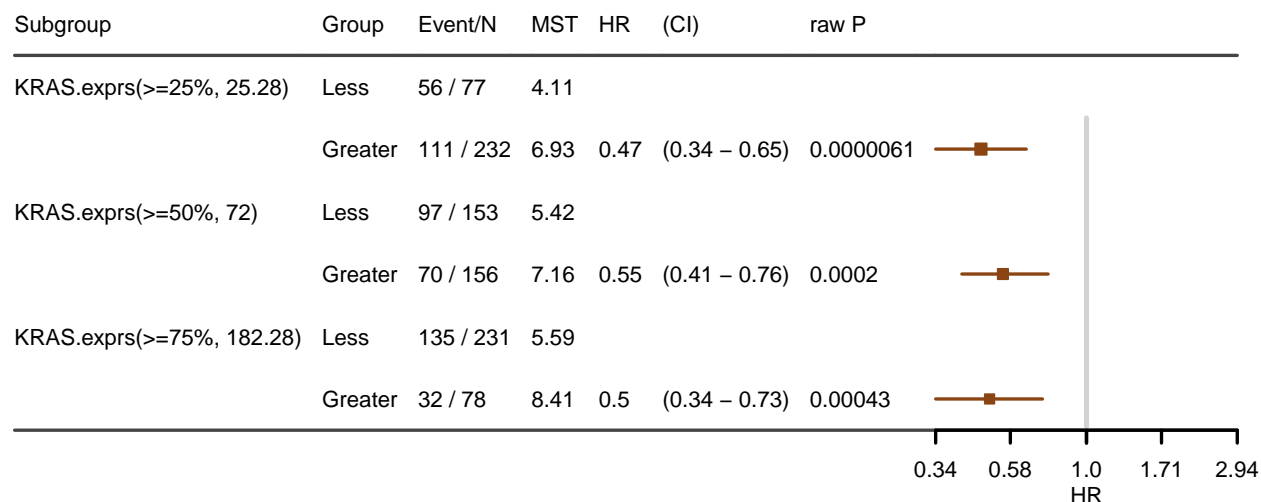 Subgroup Group Event/N MST HR (CI) raw P
KRAS.exprs(>=25%, 25.28) Less 56 / 77 4.11
Greater 111 / 232 6.93 0.47 (0.34 – 0.65) 0.0000061
KRAS.exprs(>=50%, 72) Less 97 / 153 5.42
Greater 70 / 156 7.16 0.55 (0.41 – 0.76) 0.0002
KRAS.exprs(>=75%, 182.28) Less 135 / 231 5.59
Greater 32 / 78 8.41 0.5 (0.34 – 0.73) 0.00043
0.34 0.58 1.0 1.71 2.94
HR